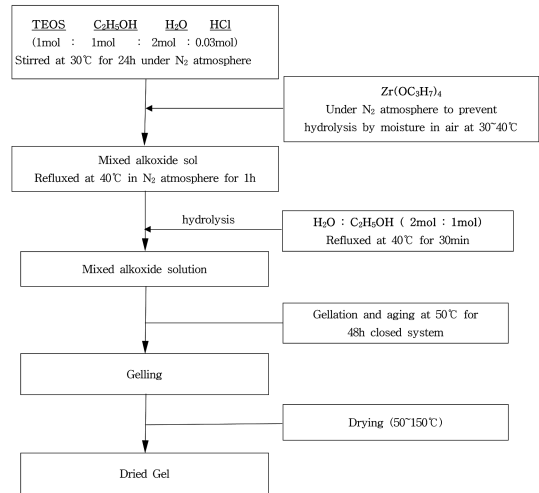 TEOS C₂H₅OH H₂O HCl
(1mol : 1mol : 2mol : 0.03mol)
Stirred at 30℃ for 24h under N₂ atmosphere
Zr(OC₃H₇)₄
Under N₂ atmosphere to prevent
hydrolysis by moisture in air at 30~40℃
Mixed alkoxide sol
Refluxed at 40℃ in N₂ atmosphere for 1h
hydrolysis
H₂O : C₂H₅OH ( 2mol : 1mol)
Refluxed at 40℃ for 30min
Mixed alkoxide solution
Gellation and aging at 50℃ for
48h closed system
Gelling
Drying (50~150℃)
Dried Gel